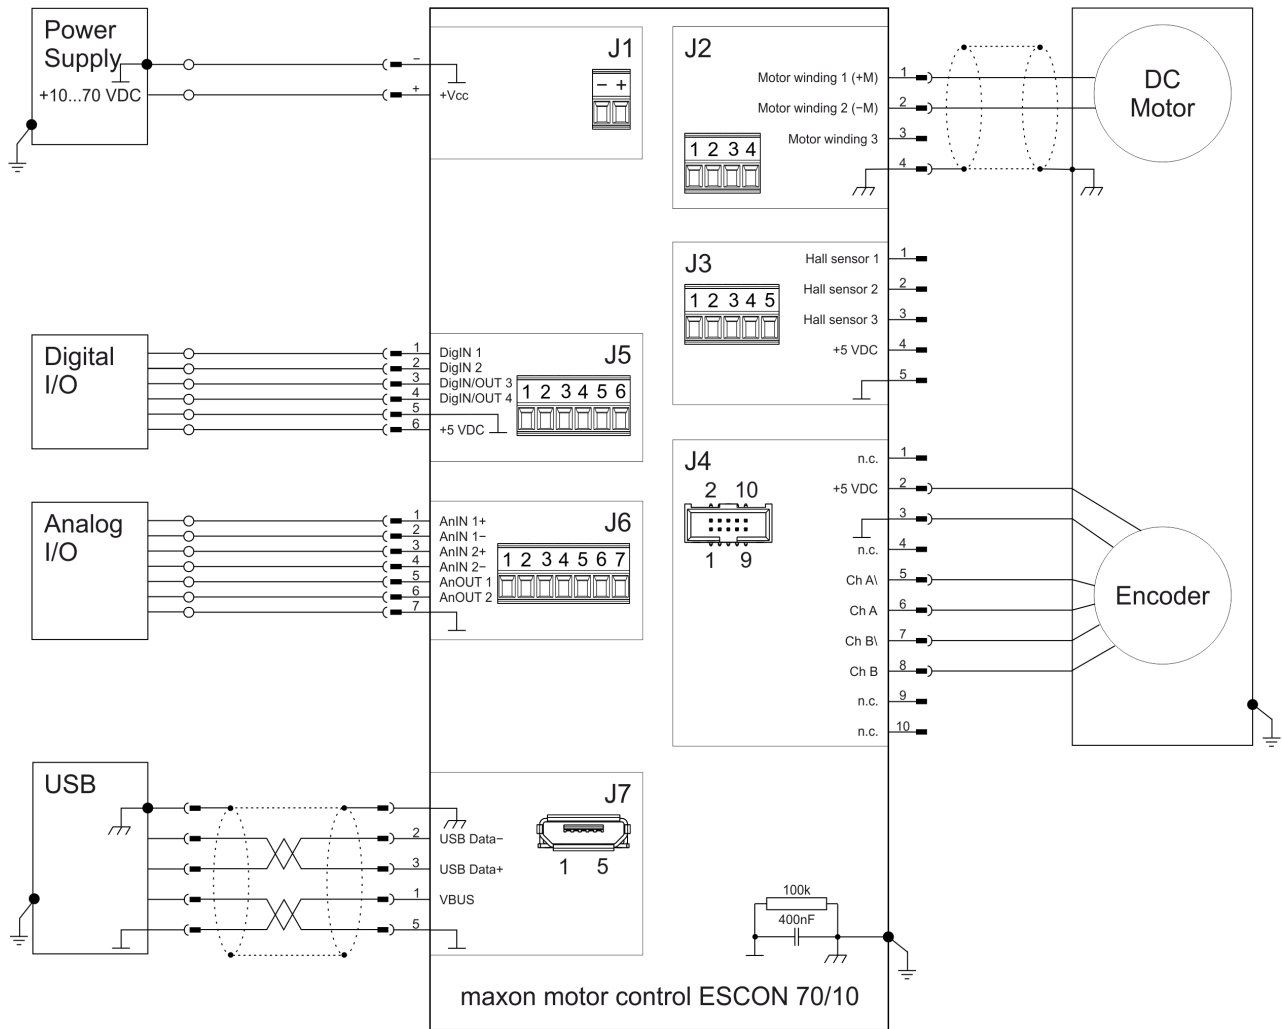 Power
Supply
+10...70 VDC
−
+
+Vcc
J1
− +
J2
Motor winding 1 (+M) 1
Motor winding 2 (−M) 2
Motor winding 3 3
4
1 2 3 4
DC
Motor
J3
Hall sensor 1 1
Hall sensor 2 2
Hall sensor 3 3
+5 VDC 4
5
1 2 3 4 5
Digital
I/O
1 DigIN 1
2 DigIN 2
3 DigIN/OUT 3
4 DigIN/OUT 4
5
6 +5 VDC
J5
1 2 3 4 5 6
J4
2 10
1 9
n.c. 1
+5 VDC 2
3
n.c. 4
Ch A\ 5
Ch A 6
Ch B\ 7
Ch B 8
n.c. 9
n.c. 10
Encoder
Analog
I/O
1 AnIN 1+
2 AnIN 1−
3 AnIN 2+
4 AnIN 2−
5 AnOUT 1
6 AnOUT 2
7
J6
1 2 3 4 5 6 7
USB
2 USB Data−
3 USB Data+
1 VBUS
5
J7
1 5
100k
400nF
maxon motor control ESCON 70/10